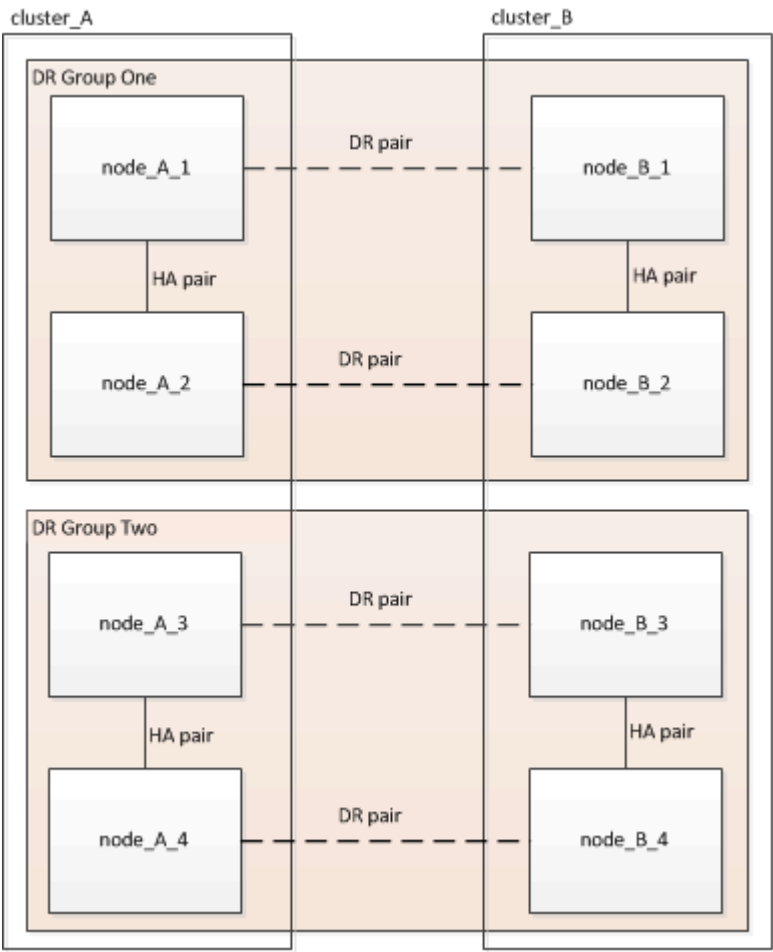 cluster_A
cluster_B
DR Group One
node_A_1
DR pair
node_B_1
HA pair
HA pair
node_A_2
DR pair
node_B_2
DR Group Two
node_A_3
DR pair
node_B_3
HA pair
HA pair
node_A_4
DR pair
node_B_4